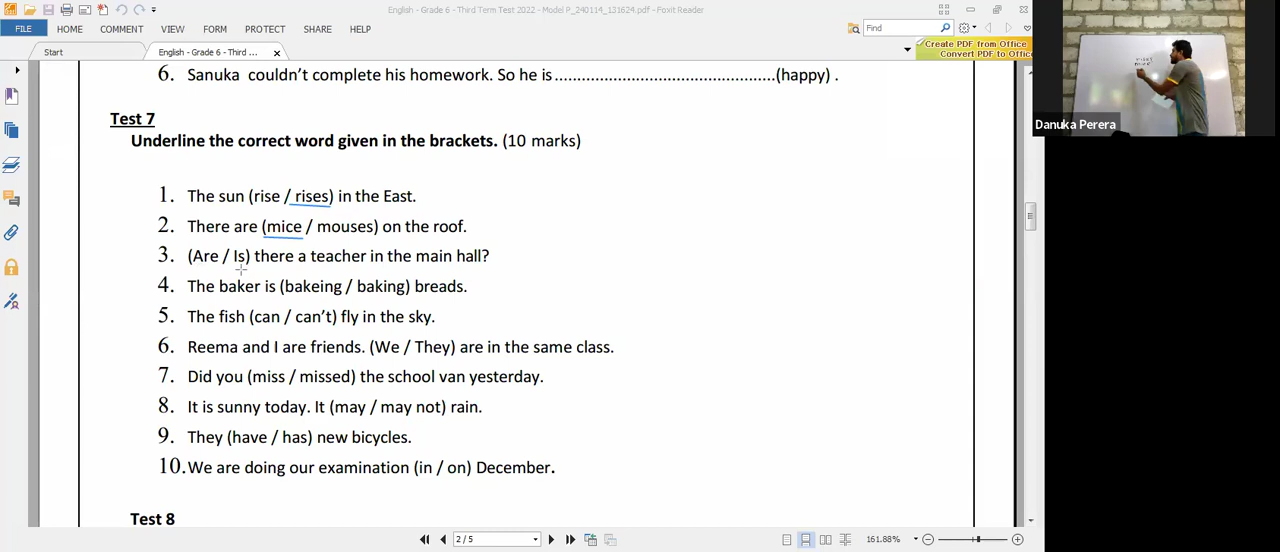 English - Grade 6 - Third Term Test 2022 - Model P_240114_131624.pdf - Foxit Reader
FILE HOME COMMENT VIEW FORM PROTECT SHARE HELP
Find
Start
English - Grade 6 - Third ...
Create PDF from Office
Convert PDF to Office
6. Sanuka couldn't complete his homework. So he is ................................................(happy) .
Test 7
Underline the correct word given in the brackets. (10 marks)
1. The sun (rise / rises) in the East.
2. There are (mice / mouses) on the roof.
3. (Are / Is) there a teacher in the main hall?
4. The baker is (bakeing / baking) breads.
5. The fish (can / can't) fly in the sky.
6. Reema and I are friends. (We / They) are in the same class.
7. Did you (miss / missed) the school van yesterday.
8. It is sunny today. It (may / may not) rain.
9. They (have / has) new bicycles.
10. We are doing our examination (in / on) December.
Test 8
2 / 5
161.88%
Danuka Perera